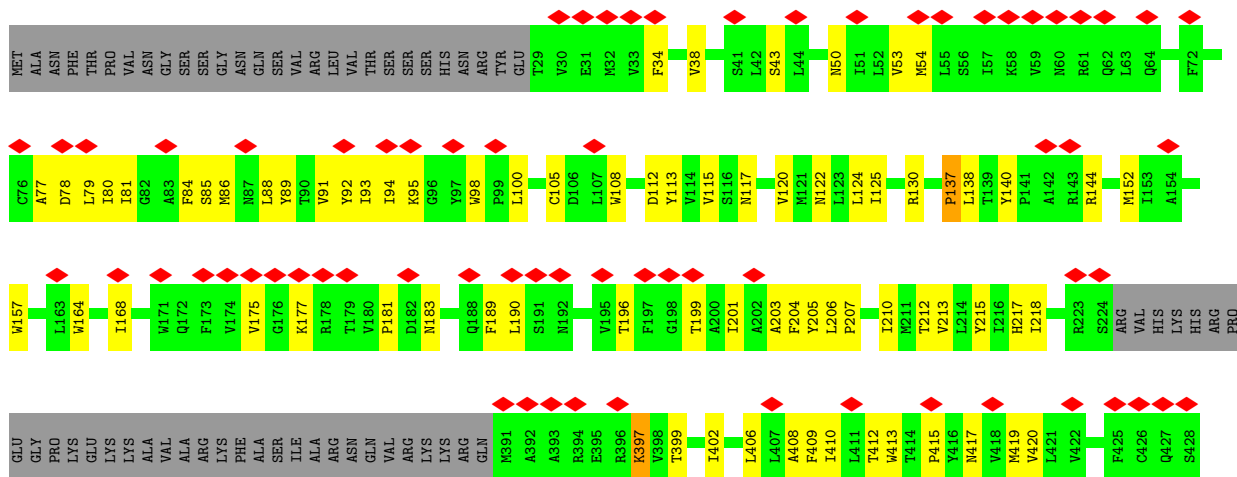 MET ALA ASN PHE THR PRO VAL ASN GLY SER SER GLY ASN GLN SER VAL ARG LEU VAL THR SER SER SER HIS ASN ARG TYR GLU T29 V30 E31 M32 V33 F34 V38 S41 L42 S43 L44 N50 I51 L52 V53 M54 L55 S56 I57 K58 V59 N60 R61 Q62 L63 Q64 F72
C76 A77 D78 L79 I80 I81 G82 A83 F84 S85 M86 N87 L88 Y89 T90 V91 Y92 I93 I94 K95 G96 Y97 W98 P99 L100 C105 D106 L107 W108 D112 Y113 V114 V115 S116 N117 V120 M121 N122 L123 L124 I125 R130 P137 L138 T139 Y140 P141 A142 R143 R144 M152 I153 A154
W157 L163 W164 I168 W171 Q172 F173 V174 V175 G176 K177 R178 T179 V180 P181 D182 N183 Q188 F189 L190 S191 N192 V195 T196 F197 G198 T199 A200 I201 A202 A203 F204 Y205 L206 P207 I210 M211 T212 V213 L214 Y215 I216 H217 I218 R223 S224 ARG VAL HIS LYS HIS ARG PRO
GLU GLY PRO LYS GLU LYS LYS ALA VAL ALA ARG LYS PHE ALA SER ILE ALA ARG ASN GLN VAL ARG LYS LYS ARG GLN M391 A392 A393 R394 E395 R396 K397 V398 T399 I402 L406 L407 A408 F409 I410 L411 T412 W413 T414 P415 Y416 N417 V418 M419 V420 L421 V422 F425 C426 Q427 S428